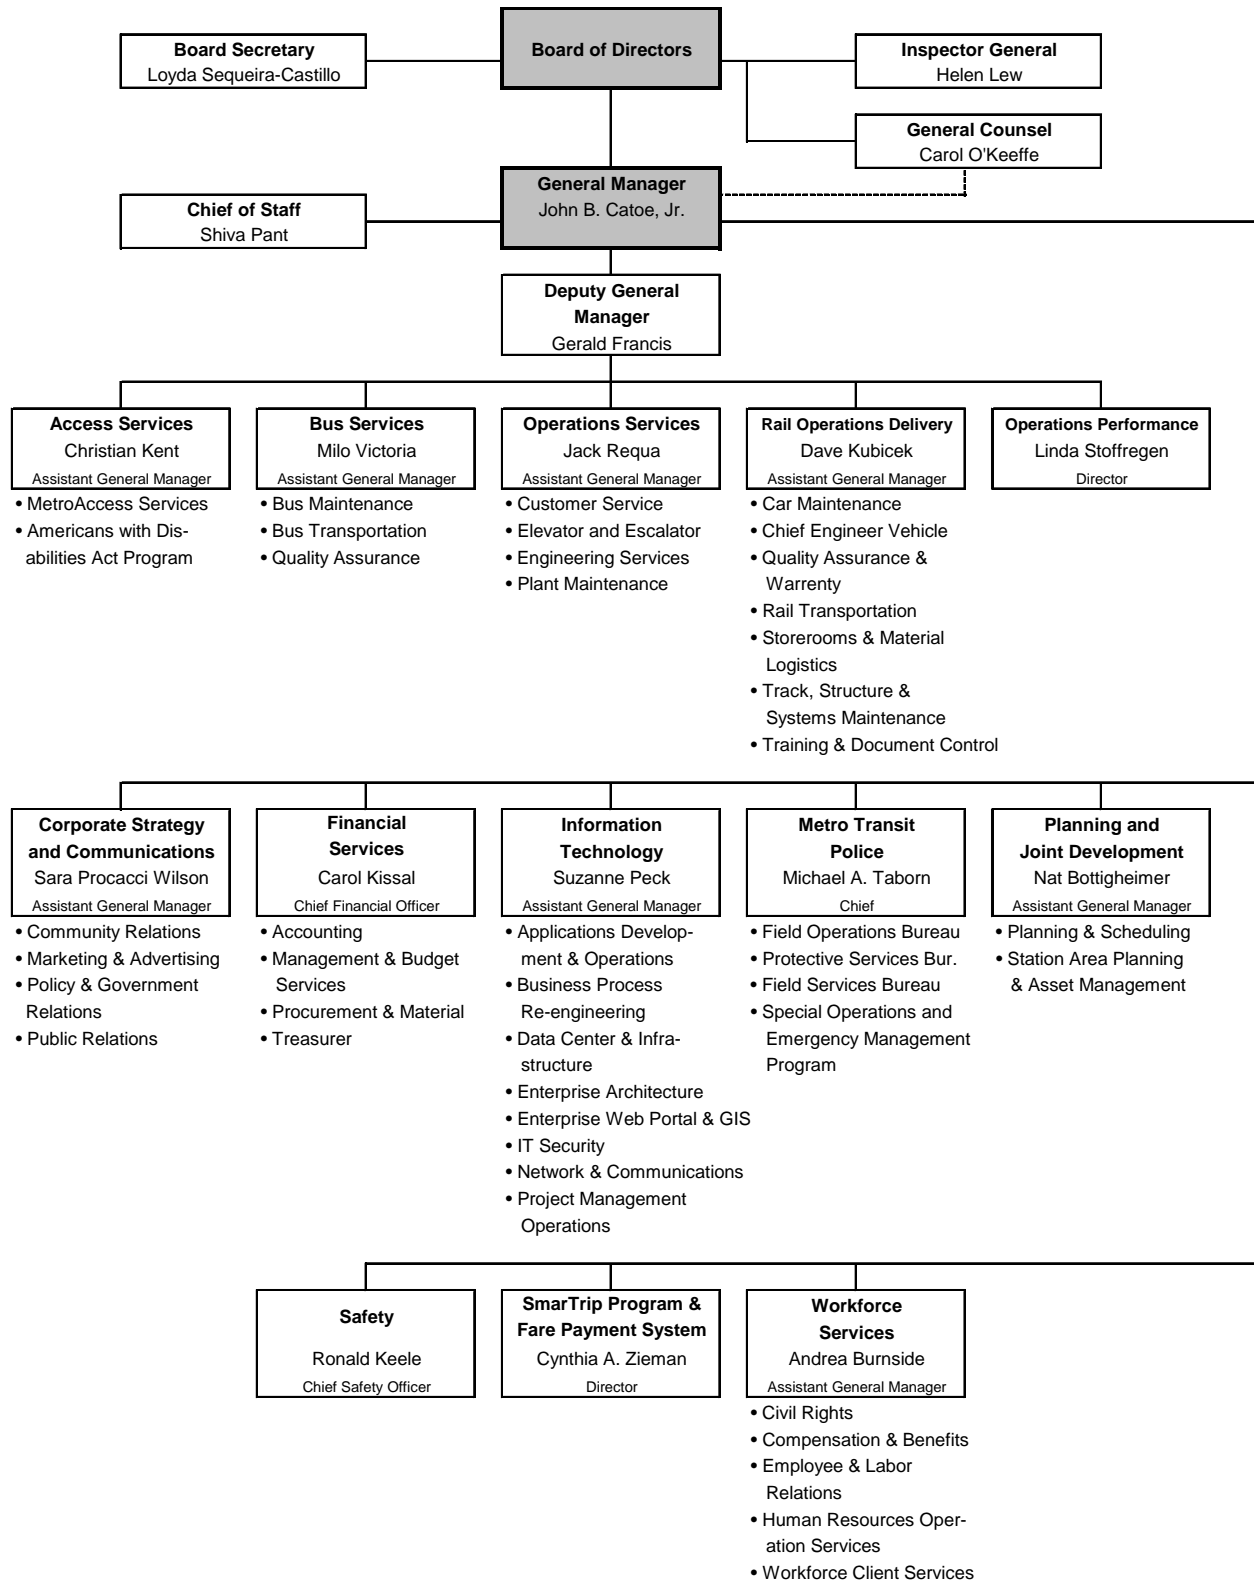 Board of Directors
Board Secretary
Loyda Sequeira-Castillo
Inspector General
Helen Lew
General Counsel
Carol O'Keeffe
General Manager
John B. Catoe, Jr.
Chief of Staff
Shiva Pant
Deputy General
Manager
Gerald Francis
Access Services
Christian Kent
Assistant General Manager
• MetroAccess Services
• Americans with Dis-
abilities Act Program
Bus Services
Milo Victoria
Assistant General Manager
• Bus Maintenance
• Bus Transportation
• Quality Assurance
Operations Services
Jack Requa
Assistant General Manager
• Customer Service
• Elevator and Escalator
• Engineering Services
• Plant Maintenance
Rail Operations Delivery
Dave Kubicek
Assistant General Manager
• Car Maintenance
• Chief Engineer Vehicle
• Quality Assurance &
Warrenty
• Rail Transportation
• Storerooms & Material
Logistics
• Track, Structure &
Systems Maintenance
• Training & Document Control
Operations Performance
Linda Stoffregen
Director
Corporate Strategy
and Communications
Sara Procacci Wilson
Assistant General Manager
• Community Relations
• Marketing & Advertising
• Policy & Government
Relations
• Public Relations
Financial
Services
Carol Kissal
Chief Financial Officer
• Accounting
• Management & Budget
Services
• Procurement & Material
• Treasurer
Information
Technology
Suzanne Peck
Assistant General Manager
• Applications Develop-
ment & Operations
• Business Process
Re-engineering
• Data Center & Infra-
structure
• Enterprise Architecture
• Enterprise Web Portal & GIS
• IT Security
• Network & Communications
• Project Management
Operations
Metro Transit
Police
Michael A. Taborn
Chief
• Field Operations Bureau
• Protective Services Bur.
• Field Services Bureau
• Special Operations and
Emergency Management
Program
Planning and
Joint Development
Nat Bottigheimer
Assistant General Manager
• Planning & Scheduling
• Station Area Planning
& Asset Management
Safety
Ronald Keele
Chief Safety Officer
SmarTrip Program &
Fare Payment System
Cynthia A. Zieman
Director
Workforce
Services
Andrea Burnside
Assistant General Manager
• Civil Rights
• Compensation & Benefits
• Employee & Labor
Relations
• Human Resources Oper-
ation Services
• Workforce Client Services